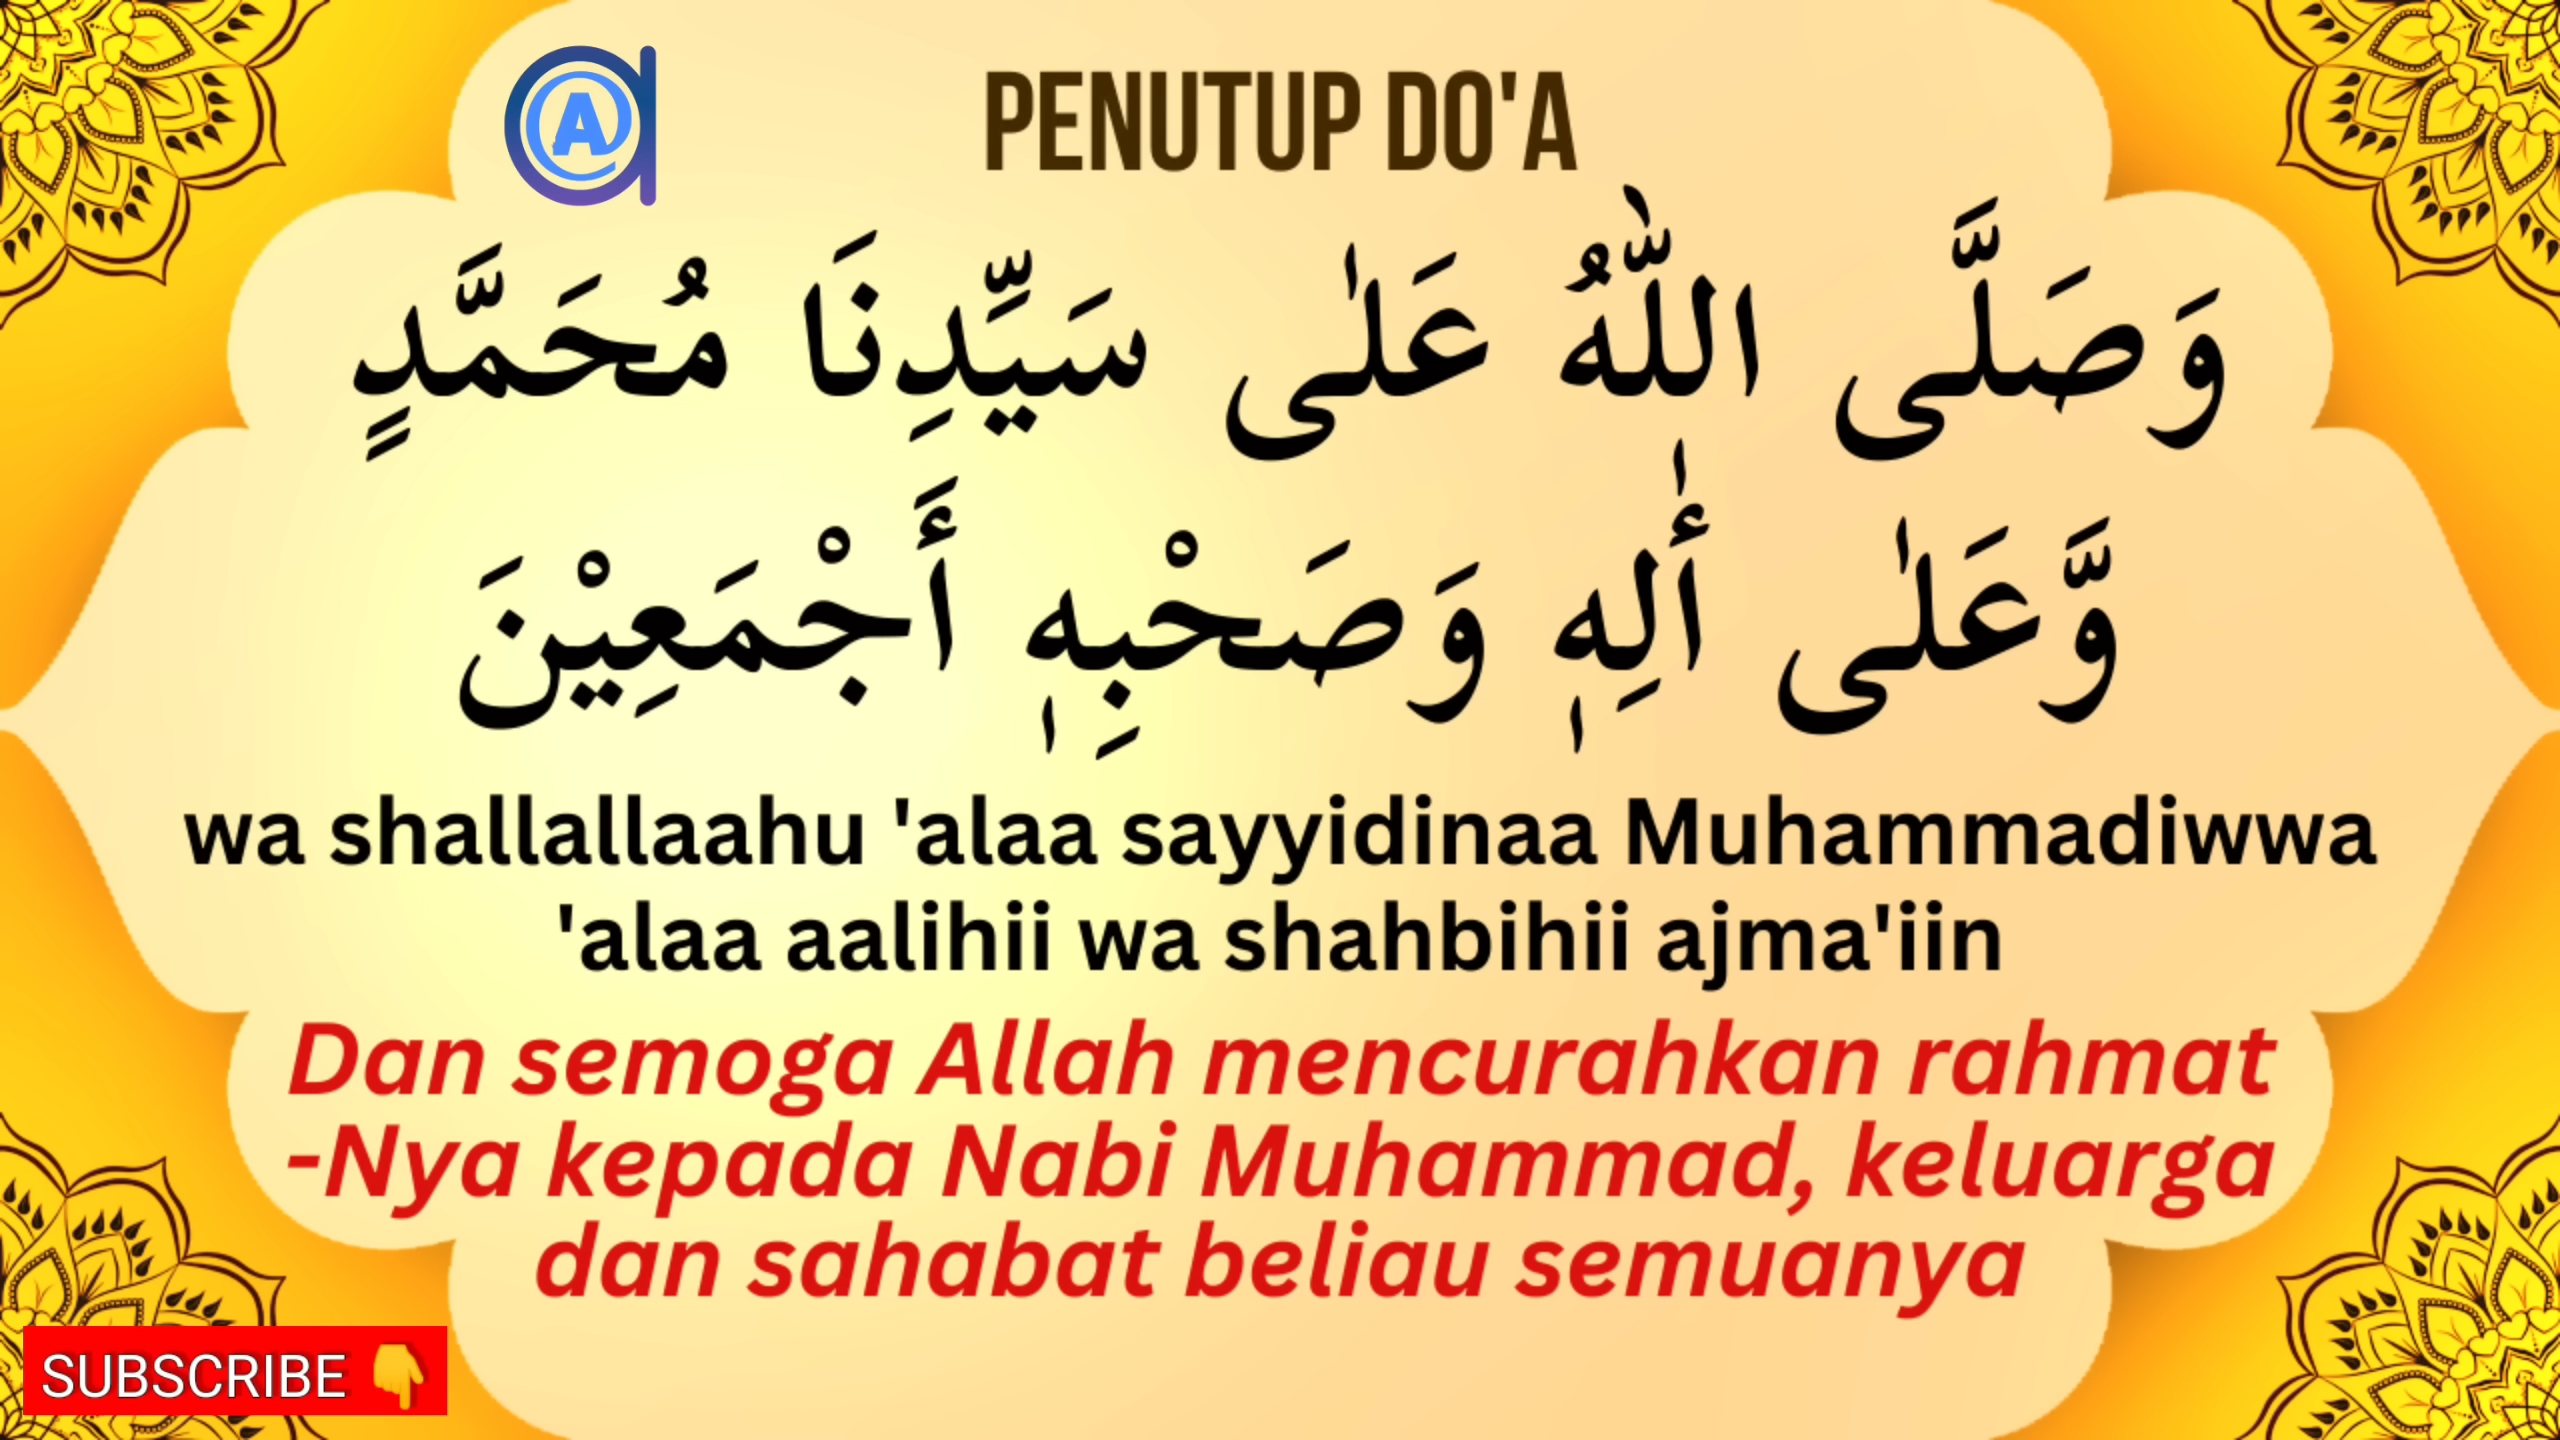 PENUTUP DO'A
وَصَلَّى اللّٰهُ عَلٰى سَيِّدِنَا مُحَمَّدٍ
وَّعَلٰى أٰلِهٖ وَصَحْبِهٖ أَجْمَعِيْنَ
wa shallallaahu 'alaa sayyidinaa Muhammadiwwa
'alaa aalihii wa shahbihii ajma'iin
Dan semoga Allah mencurahkan rahmat
-Nya kepada Nabi Muhammad, keluarga
dan sahabat beliau semuanya
SUBSCRIBE 👇